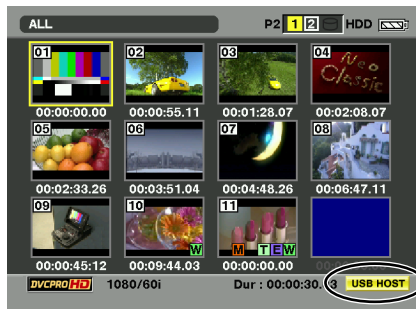 ALL P2 1 2 HDD
01 02 03 04
Neo Classic
00:00:00.00 00:00:55.11 00:01:28.07 00:02:08.07
05 06 07 08
00:02:33.26 00:03:51.04 00:04:48.26 00:06:47.11
09 10 11
W M T E W
00:00:45:12 00:09:44.03 00:00:00.00
DVCPRO HD 1080/60i Dur : 00:00:30. 3 USB HOST